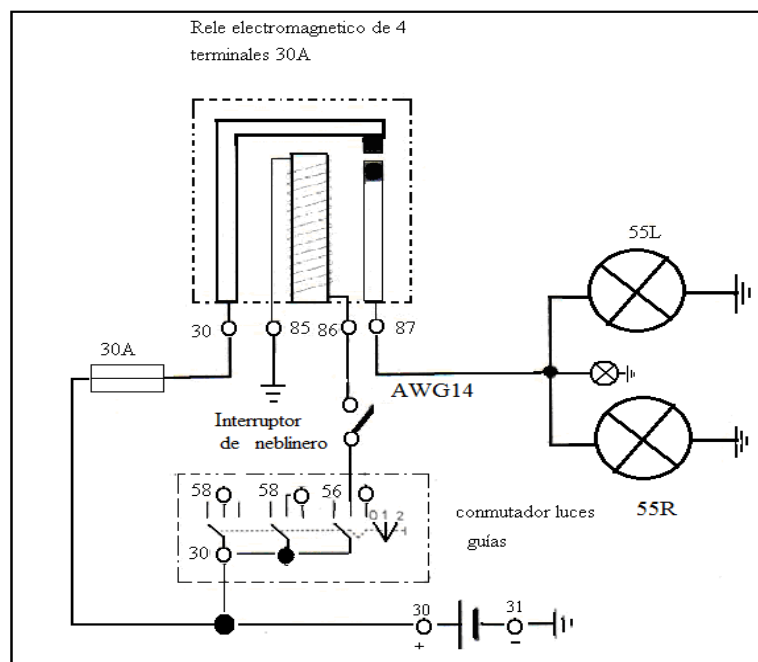 Rele electromagnetico de 4
terminales 30A
55L
30
85
86
87
30A
AWG14
Interruptor
de neblinero
58
58
56
0 1 2
conmutador luces
guías
55R
30
30
31
+
−